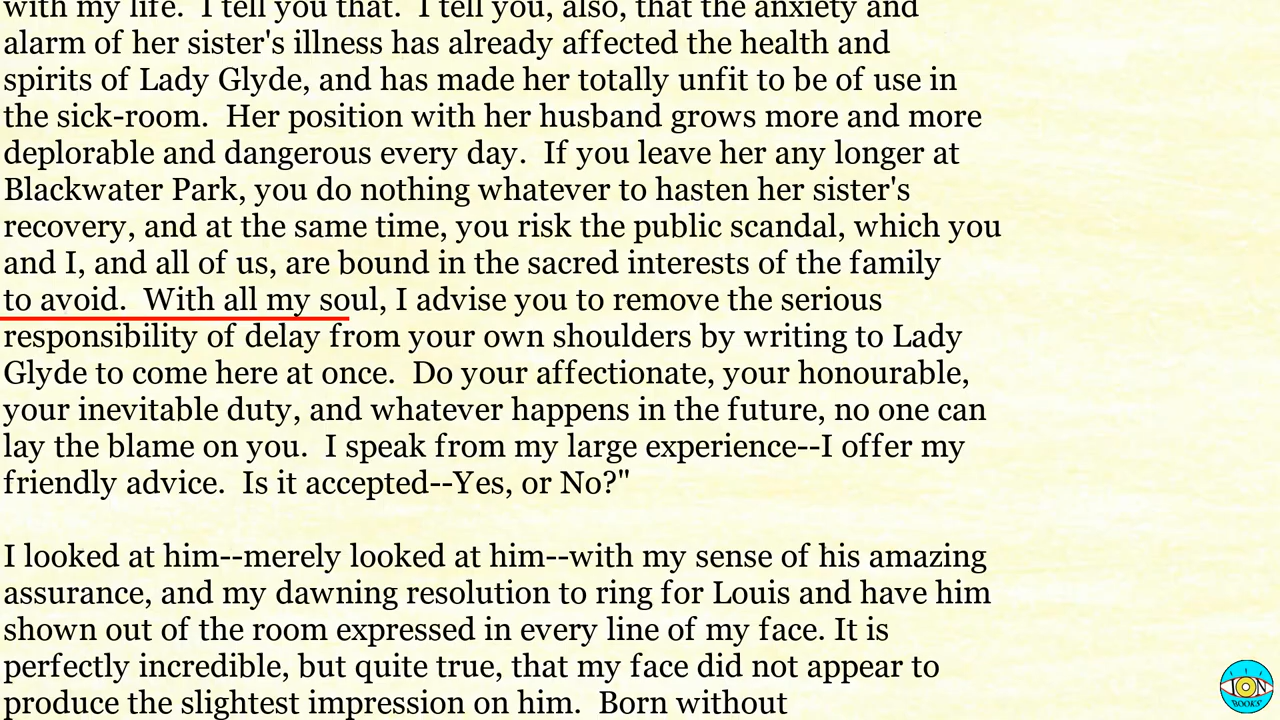 with my life.  I tell you that.  I tell you, also, that the anxiety and
alarm of her sister's illness has already affected the health and
spirits of Lady Glyde, and has made her totally unfit to be of use in
the sick-room.  Her position with her husband grows more and more
deplorable and dangerous every day.  If you leave her any longer at
Blackwater Park, you do nothing whatever to hasten her sister's
recovery, and at the same time, you risk the public scandal, which you
and I, and all of us, are bound in the sacred interests of the family
to avoid.  With all my soul, I advise you to remove the serious
responsibility of delay from your own shoulders by writing to Lady
Glyde to come here at once.  Do your affectionate, your honourable,
your inevitable duty, and whatever happens in the future, no one can
lay the blame on you.  I speak from my large experience--I offer my
friendly advice.  Is it accepted--Yes, or No?"
I looked at him--merely looked at him--with my sense of his amazing
assurance, and my dawning resolution to ring for Louis and have him
shown out of the room expressed in every line of my face. It is
perfectly incredible, but quite true, that my face did not appear to
produce the slightest impression on him.  Born without
ION
BOOKS